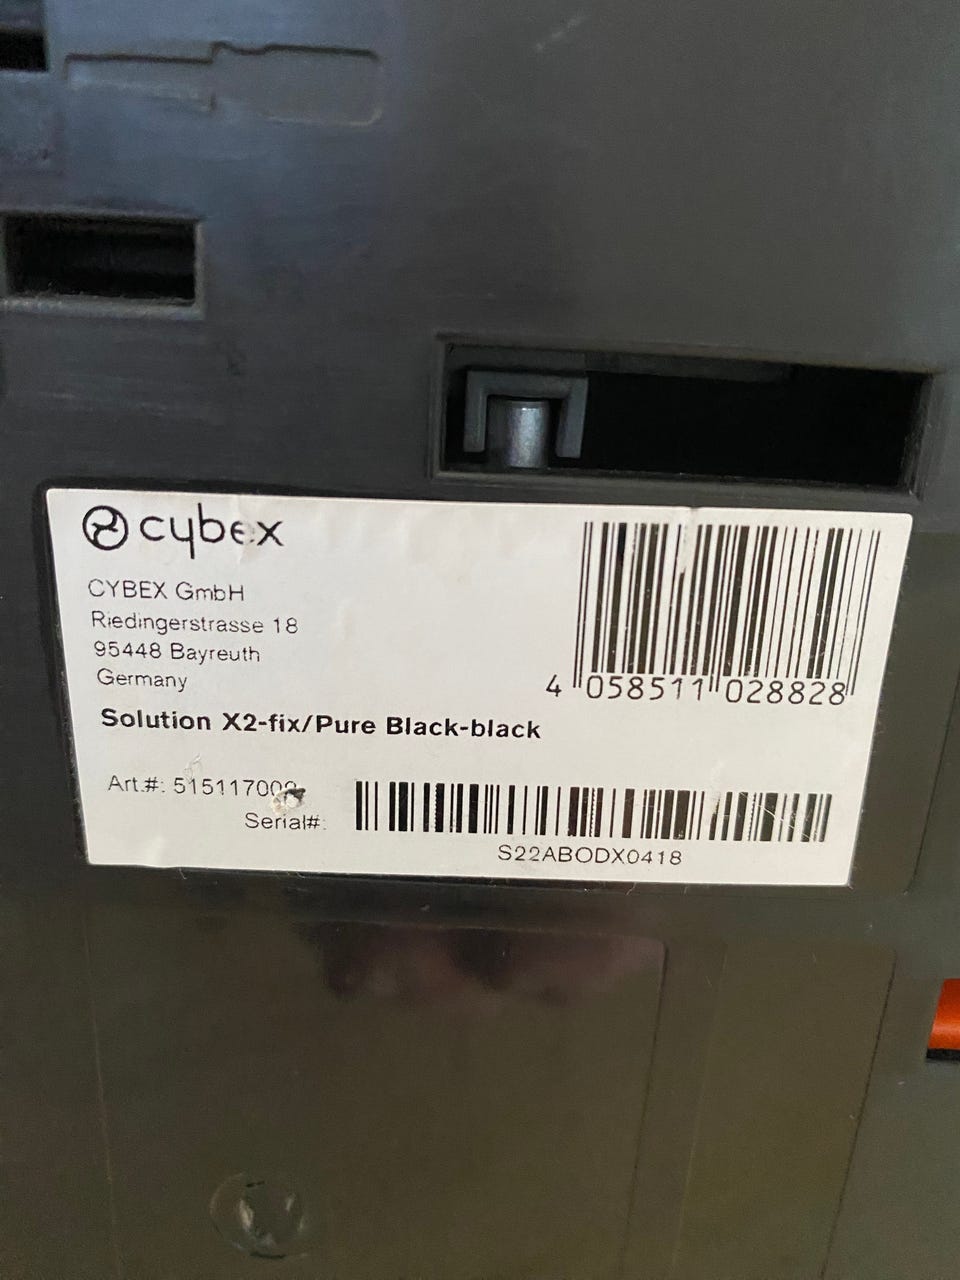 cybex
CYBEX GmbH
Riedingerstrasse 18
95448 Bayreuth
Germany
4 058511 028828
Solution X2-fix/Pure Black-black
Art.#:
Serial#:
S22ABODX0418